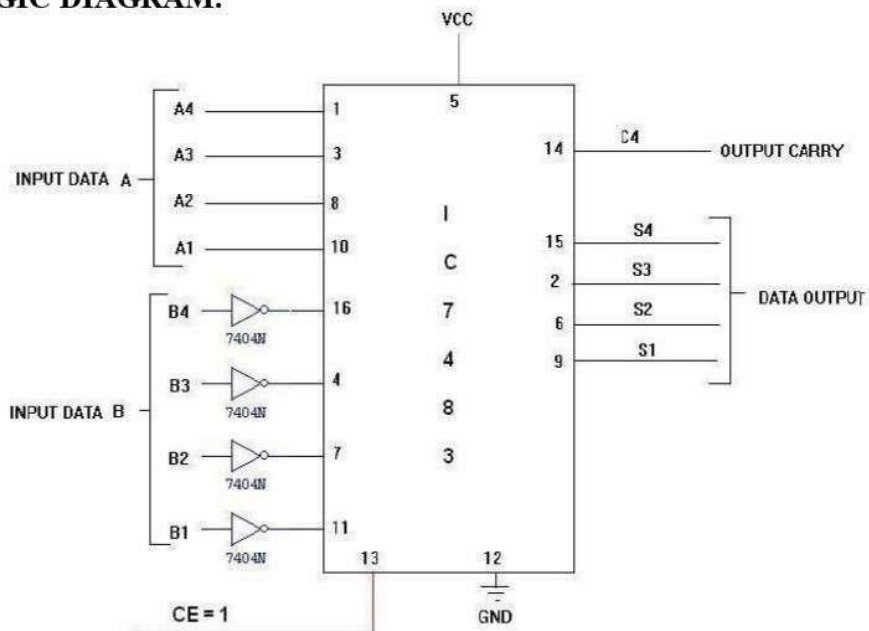 GIC DIAGRAM:
VCC
5
A4 1
A3 3
INPUT DATA A
A2 8
A1 10
14 C4 OUTPUT CARRY
15 S4
2 S3
6 S2
9 S1
DATA OUTPUT
I
C
7
4
8
3
B4 16
7404N
B3 4
7404N
INPUT DATA B
B2 7
7404N
B1 11
7404N
13 12
CE = 1
GND